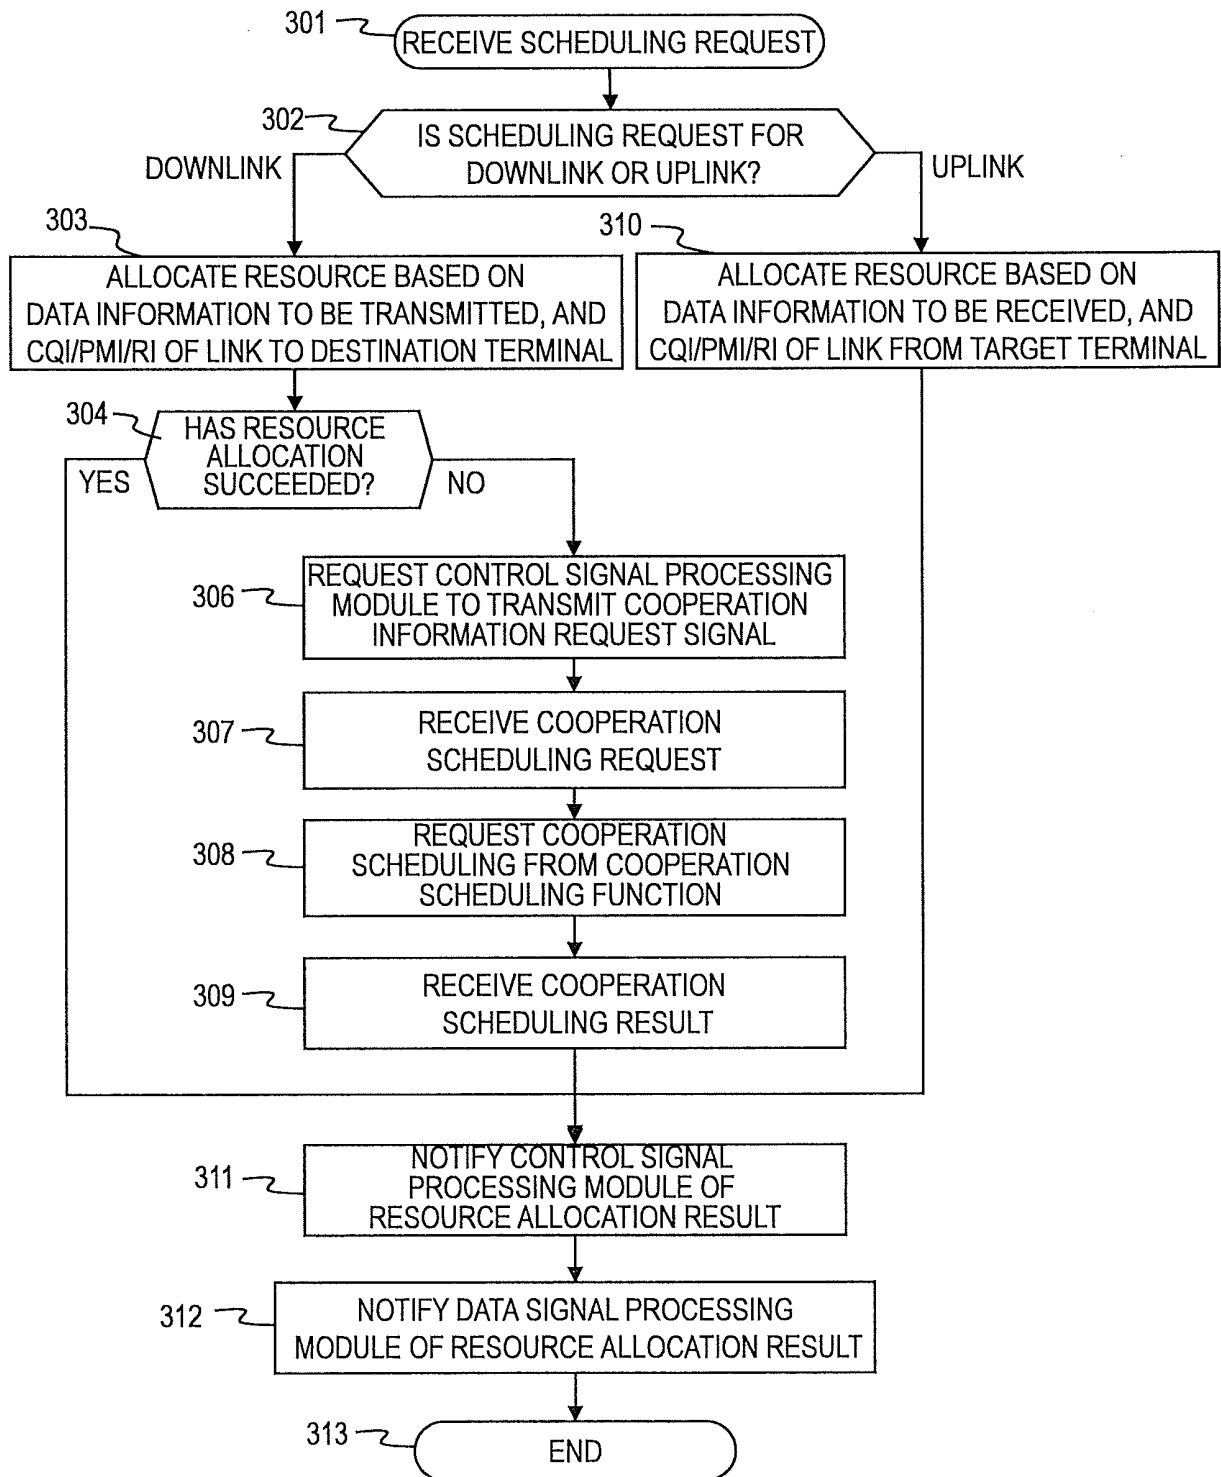 301
RECEIVE SCHEDULING REQUEST
302
IS SCHEDULING REQUEST FOR
DOWNLINK OR UPLINK?
DOWNLINK
UPLINK
303
ALLOCATE RESOURCE BASED ON
DATA INFORMATION TO BE TRANSMITTED, AND
CQI/PMI/RI OF LINK TO DESTINATION TERMINAL
310
ALLOCATE RESOURCE BASED ON
DATA INFORMATION TO BE RECEIVED, AND
CQI/PMI/RI OF LINK FROM TARGET TERMINAL
304
HAS RESOURCE
ALLOCATION
SUCCEEDED?
YES
NO
306
REQUEST CONTROL SIGNAL PROCESSING
MODULE TO TRANSMIT COOPERATION
INFORMATION REQUEST SIGNAL
307
RECEIVE COOPERATION
SCHEDULING REQUEST
308
REQUEST COOPERATION
SCHEDULING FROM COOPERATION
SCHEDULING FUNCTION
309
RECEIVE COOPERATION
SCHEDULING RESULT
311
NOTIFY CONTROL SIGNAL
PROCESSING MODULE OF
RESOURCE ALLOCATION RESULT
312
NOTIFY DATA SIGNAL PROCESSING
MODULE OF RESOURCE ALLOCATION RESULT
313
END